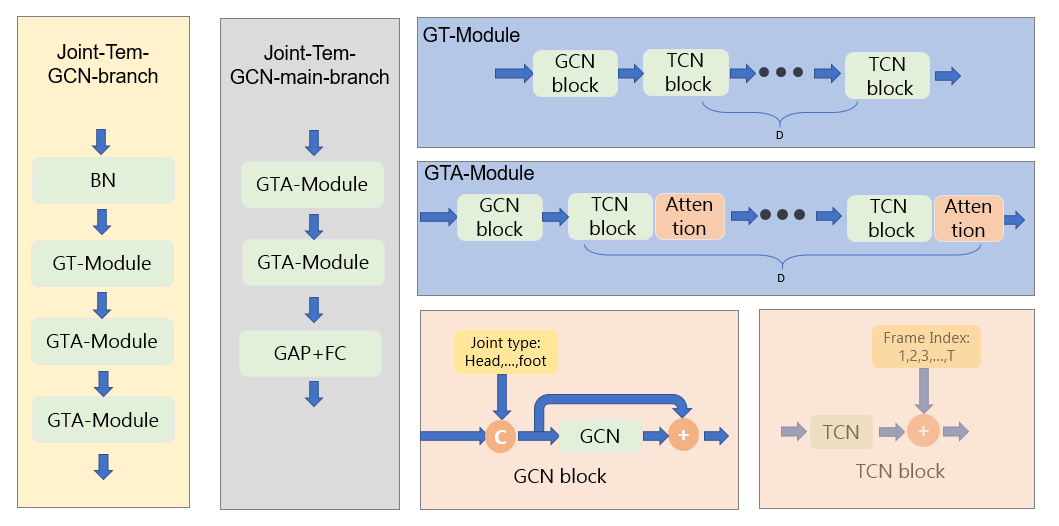 Joint-Tem-
GCN-branch
BN
GT-Module
GTA-Module
GTA-Module
Joint-Tem-
GCN-main-branch
GTA-Module
GTA-Module
GAP+FC
GT-Module
GCN
block
TCN
block
TCN
block
D
GTA-Module
GCN
block
TCN
block
Atten
tion
TCN
block
Atten
tion
D
Joint type:
Head,...,foot
C
GCN
+
GCN block
Frame Index:
1,2,3,...,T
TCN
+
TCN block